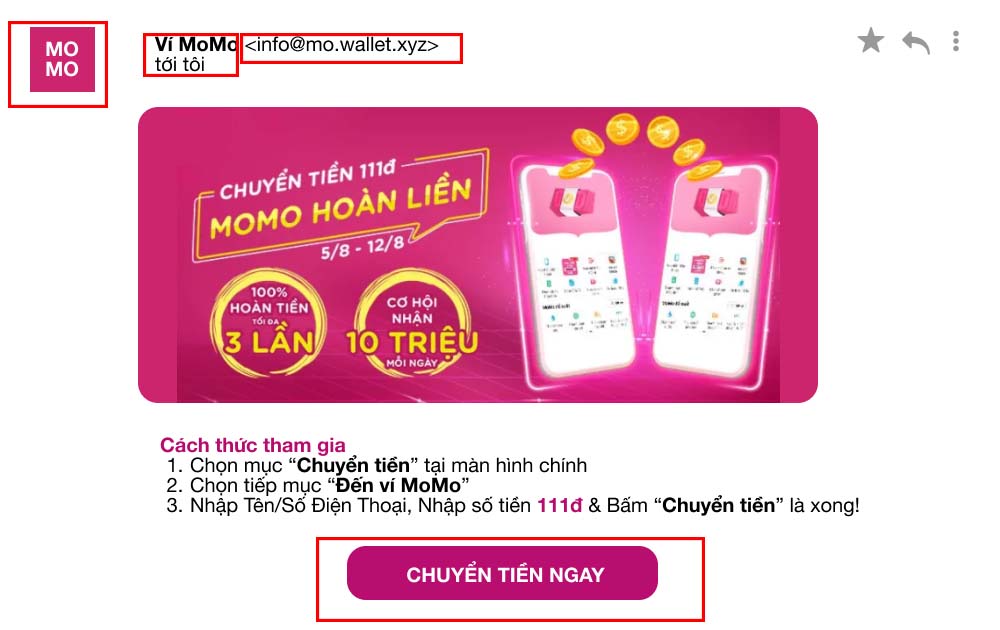 MO
MO
Ví MoMo <info@mo.wallet.xyz>
tới tôi
CHUYỂN TIỀN 111đ
MOMO HOÀN LIỀN
5/8 - 12/8
100%
HOÀN TIỀN
TỐI ĐA
3 LẦN
CƠ HỘI
NHẬN
10 TRIỆU
MỖI NGÀY
Cách thức tham gia
1. Chọn mục “Chuyển tiền” tại màn hình chính
2. Chọn tiếp mục “Đến ví MoMo”
3. Nhập Tên/Số Điện Thoại, Nhập số tiền 111đ & Bấm “Chuyển tiền” là xong!
CHUYỂN TIỀN NGAY